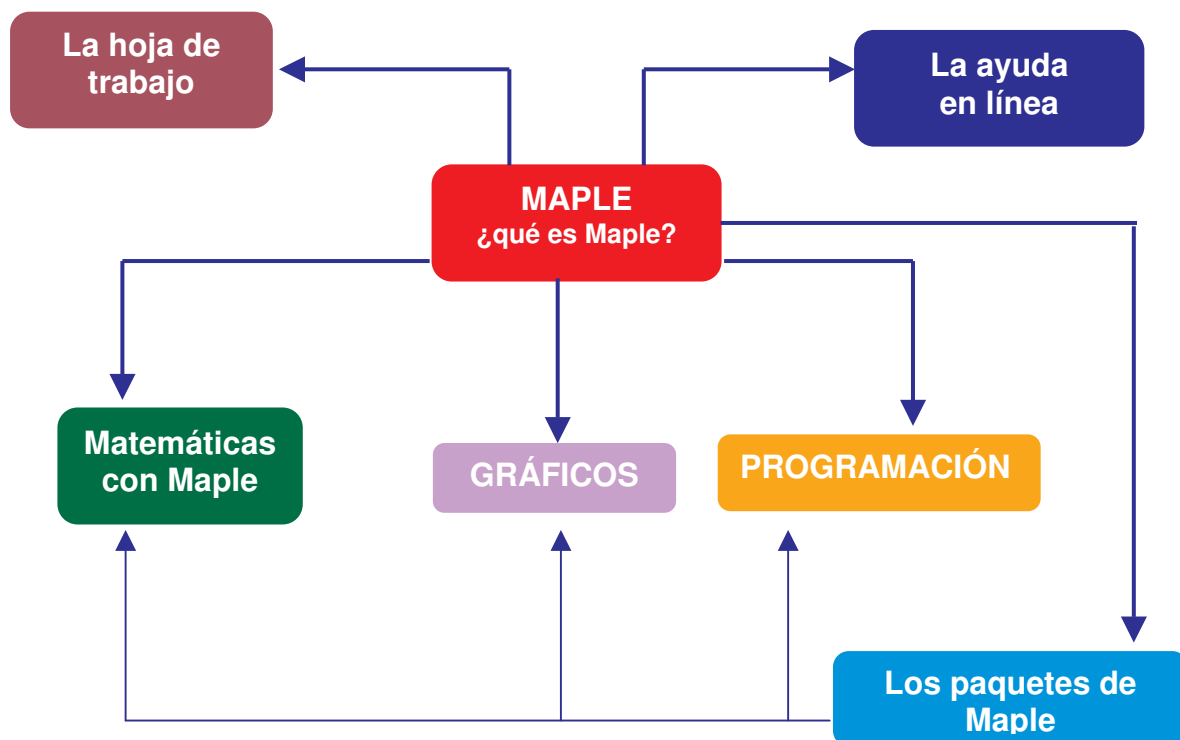 La hoja de
trabajo
La ayuda
en línea
MAPLE
¿qué es Maple?
Matemáticas
con Maple
GRÁFICOS
PROGRAMACIÓN
Los paquetes de
Maple